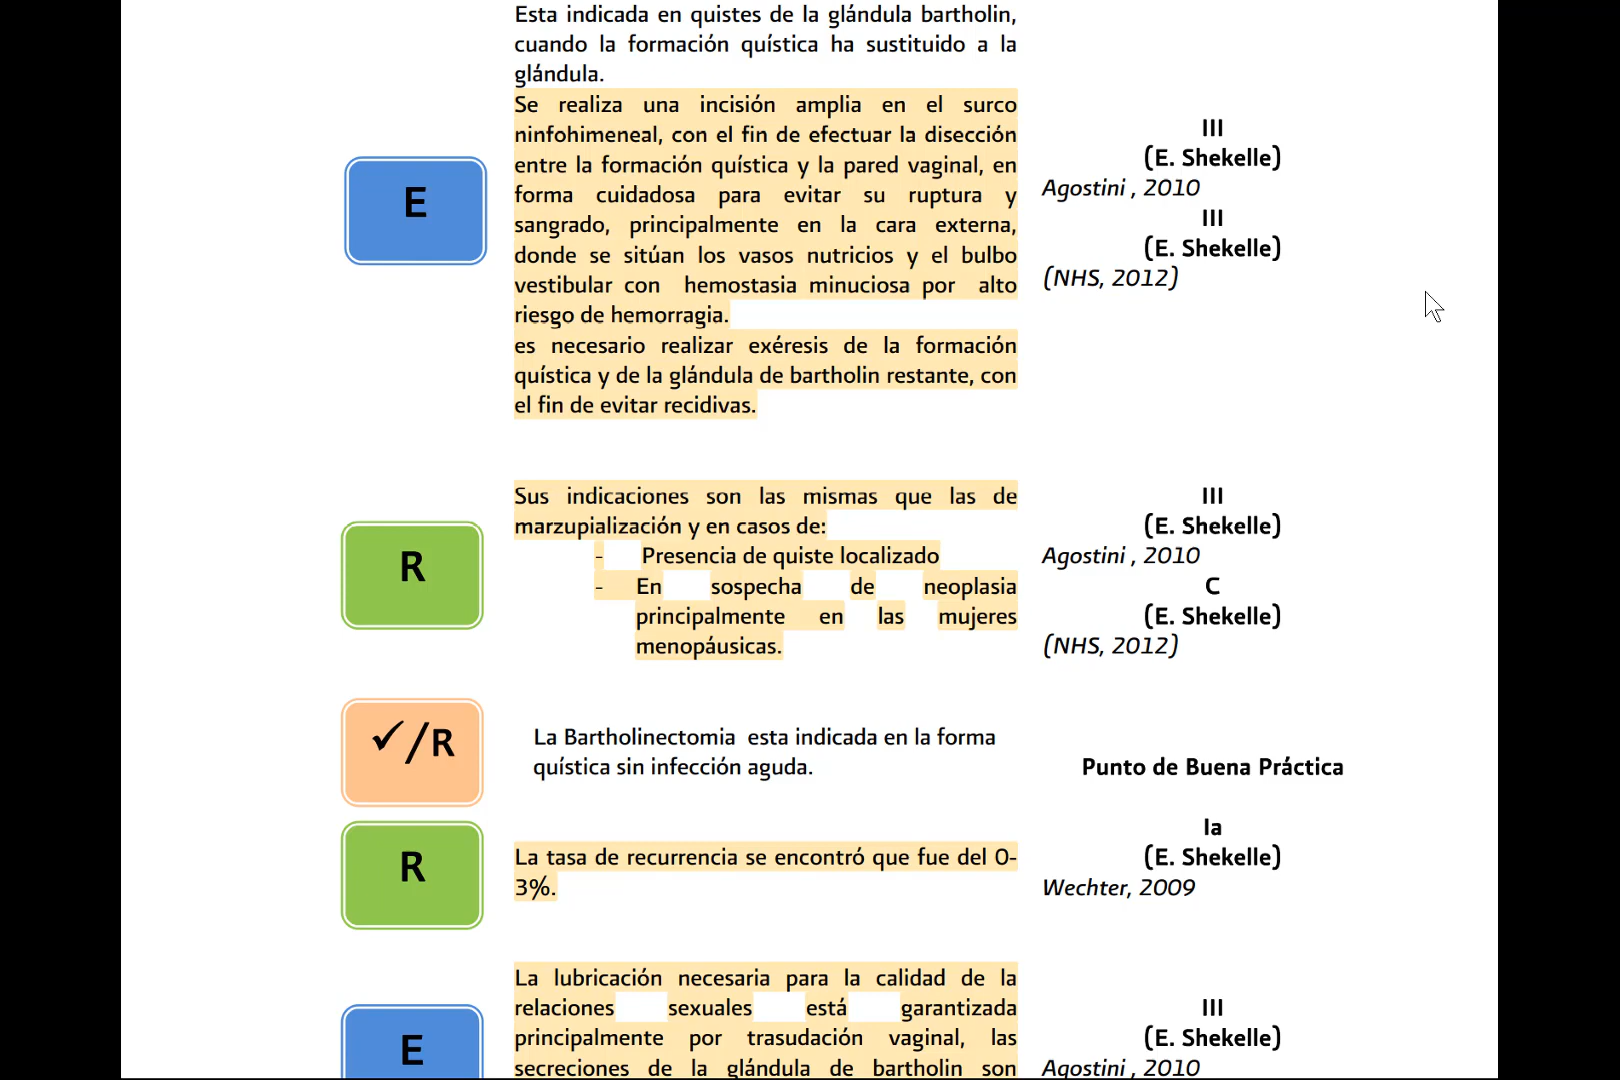 Esta indicada en quistes de la glándula bartholin,
cuando la formación quística ha sustituido a la
glándula.
Se realiza una incisión amplia en el surco
ninfohimeneal, con el fin de efectuar la disección
entre la formación quística y la pared vaginal, en
forma cuidadosa para evitar su ruptura y
sangrado, principalmente en la cara externa,
donde se sitúan los vasos nutricios y el bulbo
vestibular con hemostasia minuciosa por alto
riesgo de hemorragia.
es necesario realizar exéresis de la formación
quística y de la glándula de bartholin restante, con
el fin de evitar recidivas.
E
III
(E. Shekelle)
Agostini , 2010
III
(E. Shekelle)
(NHS, 2012)
R
Sus indicaciones son las mismas que las de
marzupialización y en casos de:
- Presencia de quiste localizado
- En sospecha de neoplasia
principalmente en las mujeres
menopáusicas.
III
(E. Shekelle)
Agostini , 2010
C
(E. Shekelle)
(NHS, 2012)
✓/R
La Bartholinectomia esta indicada en la forma
quística sin infección aguda.
Punto de Buena Práctica
R
La tasa de recurrencia se encontró que fue del 0-
3%.
Ia
(E. Shekelle)
Wechter, 2009
E
La lubricación necesaria para la calidad de la
relaciones sexuales está garantizada
principalmente por trasudación vaginal, las
secreciones de la glándula de bartholin son
III
(E. Shekelle)
Agostini , 2010